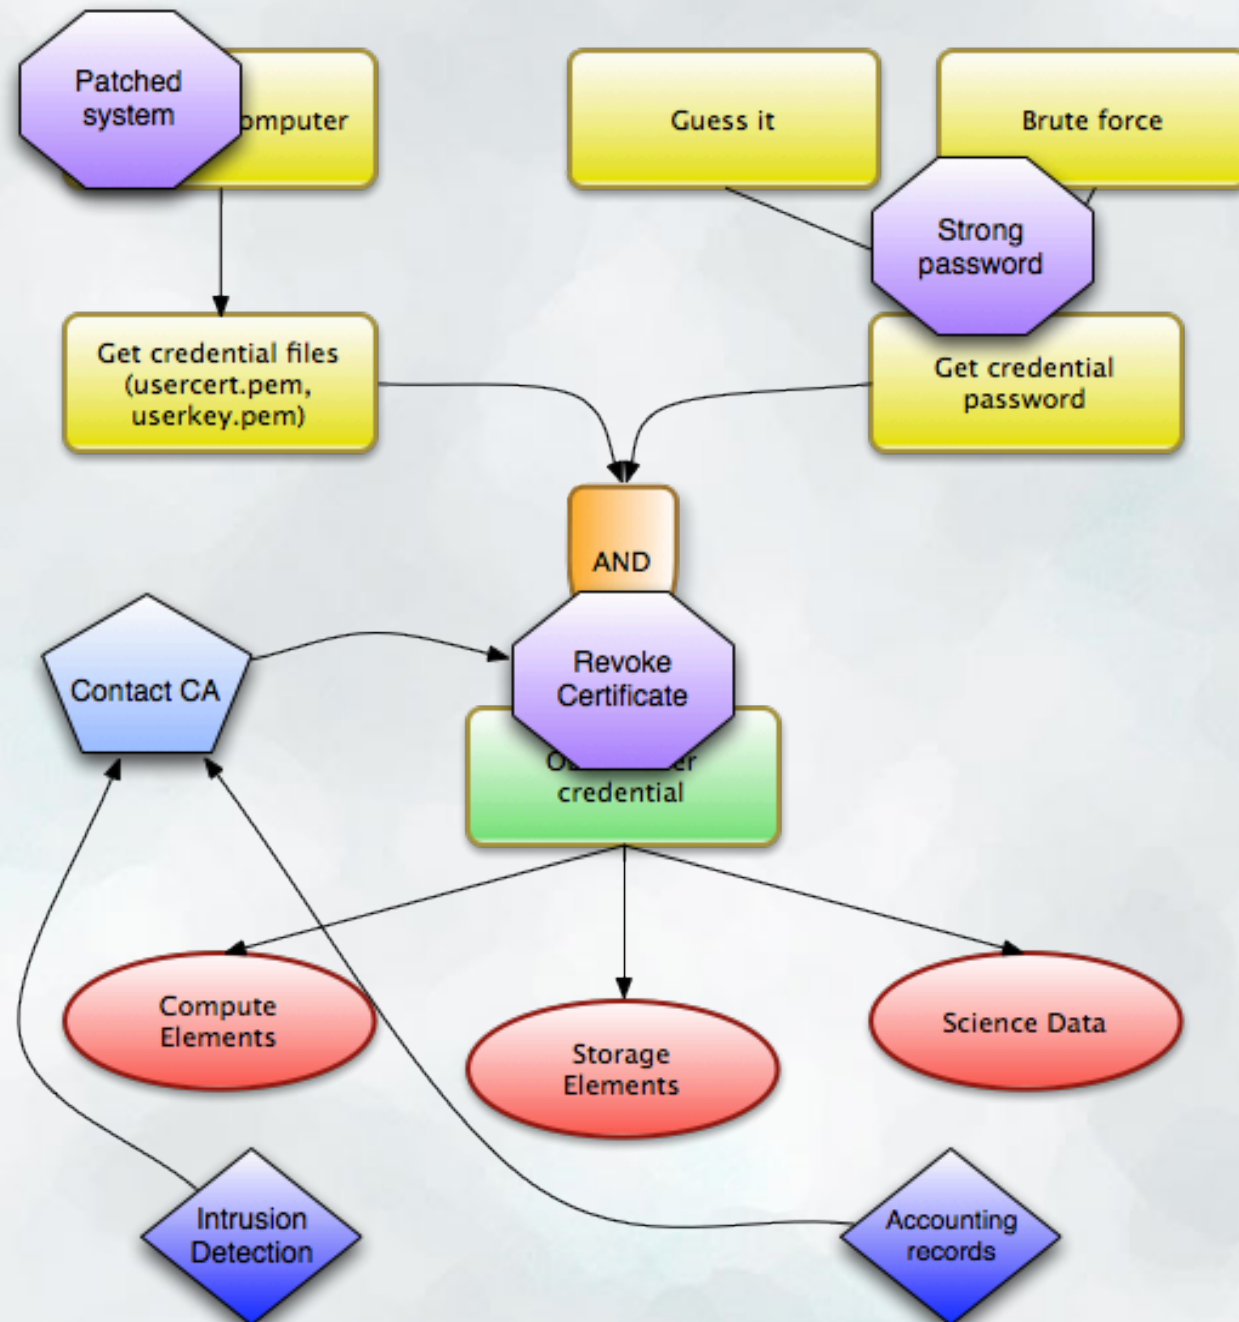 Patched
system
omputer
Guess it
Brute force
Strong
password
Get credential files
(usercert.pem,
userkey.pem)
Get credential
password
AND
Contact CA
Revoke
Certificate
credential
Compute
Elements
Storage
Elements
Science Data
Intrusion
Detection
Accounting
records